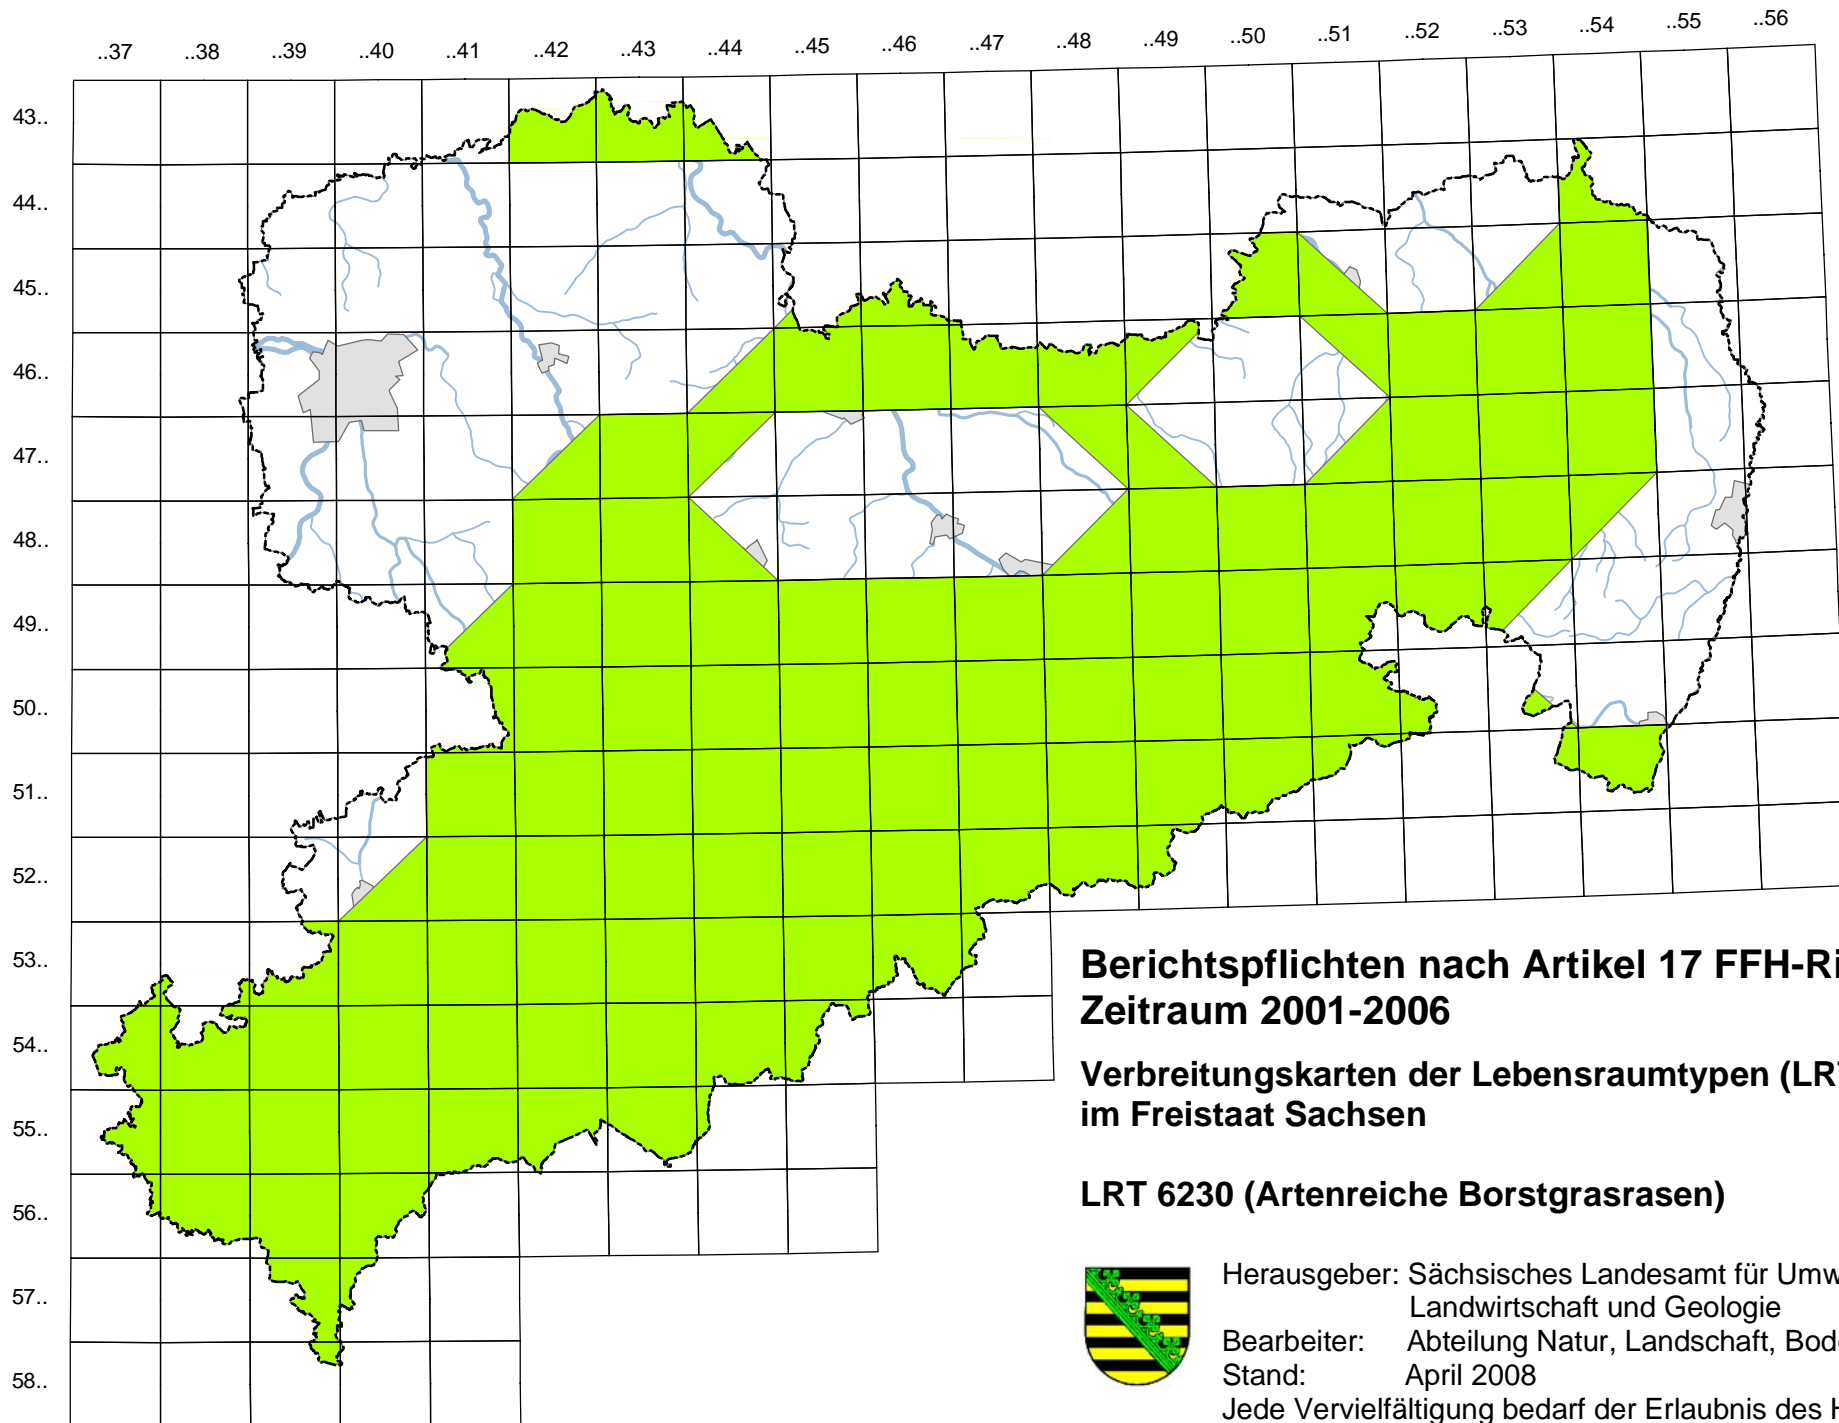 ..37 ..38 ..39 ..40 ..41 ..42 ..43 ..44 ..45 ..46 ..47 ..48 ..49 ..50 ..51 ..52 ..53 ..54 ..55 ..56
43..
44..
45..
46..
47..
48..
49..
50..
51..
52..
53..
54..
55..
56..
57..
58..
Berichtspflichten nach Artikel 17 FFH-Ri
Zeitraum 2001-2006
Verbreitungskarten der Lebensraumtypen (LRT
im Freistaat Sachsen
LRT 6230 (Artenreiche Borstgrasrasen)
Herausgeber: Sächsisches Landesamt für Umw
Landwirtschaft und Geologie
Bearbeiter: Abteilung Natur, Landschaft, Bod
Stand: April 2008
Jede Vervielfältigung bedarf der Erlaubnis des H